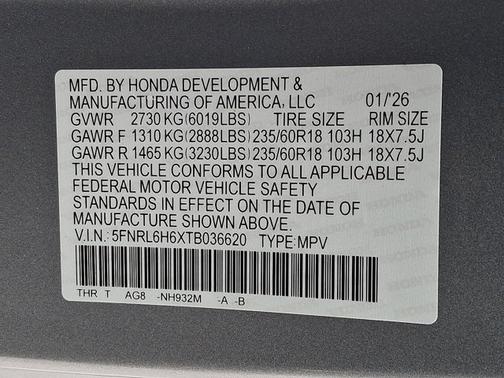 MFD. BY HONDA DEVELOPMENT &
MANUFACTURING OF AMERICA, LLC 01/'26
GVWR 2730 KG(6019LBS) TIRE SIZE RIM SIZE
GAWR F 1310 KG(2888LBS) 235/60R18 103H 18X7.5J
GAWR R 1465 KG(3230LBS) 235/60R18 103H 18X7.5J
THIS VEHICLE CONFORMS TO ALL APPLICABLE
FEDERAL MOTOR VEHICLE SAFETY
STANDARDS IN EFFECT ON THE DATE OF
MANUFACTURE SHOWN ABOVE.
V.I.N.: 5FNRL6H6XTB036620 TYPE: MPV
THR T AG8 -NH932M -A -B